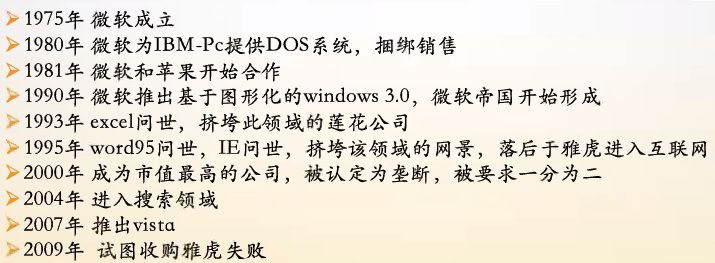 1975年 微软成立
1980年 微软为IBM-Pc提供DOS系统，捆绑销售
1981年 微软和苹果开始合作
1990年 微软推出基于图形化的windows 3.0，微软帝国开始形成
1993年 excel问世，挤垮此领域的莲花公司
1995年 word95问世，IE问世，挤垮该领域的网景，落后于雅虎进入互联网
2000年 成为市值最高的公司，被认定为垄断，被要求一分为二
2004年 进入搜索领域
2007年 推出vista
2009年 试图收购雅虎失败